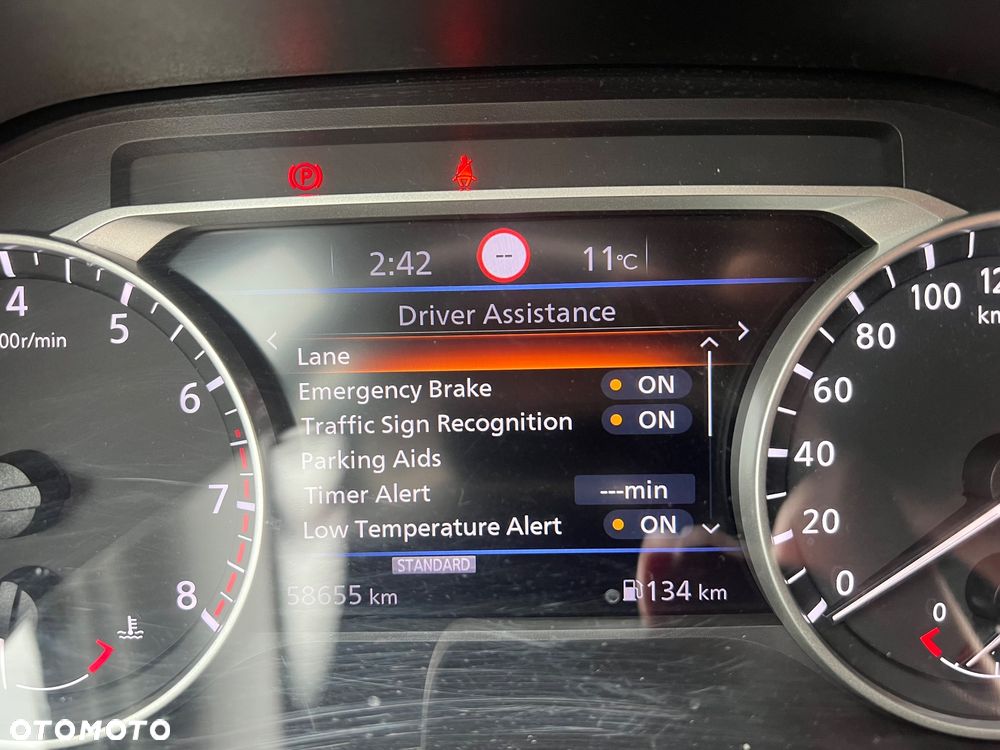 P
2:42 -- 11°C
Driver Assistance
Lane
Emergency Brake ON
Traffic Sign Recognition ON
Parking Aids
Timer Alert ---min
Low Temperature Alert ON
STANDARD
58655 km 134 km
4
5
6
7
8
00r/min
100
80
60
40
20
0
12
km
0
OTOMOTO